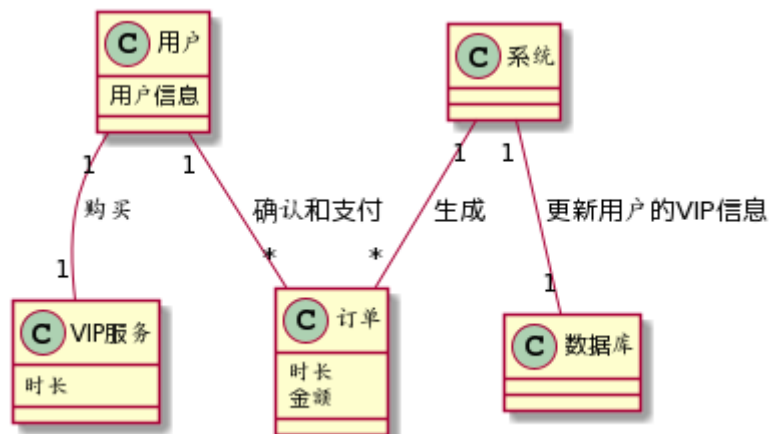 C 用户
用户信息
C 系统
1
1
1
1
购买
确认和支付
生成
更新用户的VIP信息
1
*
*
1
C VIP服务
时长
C 订单
时长
金额
C 数据库